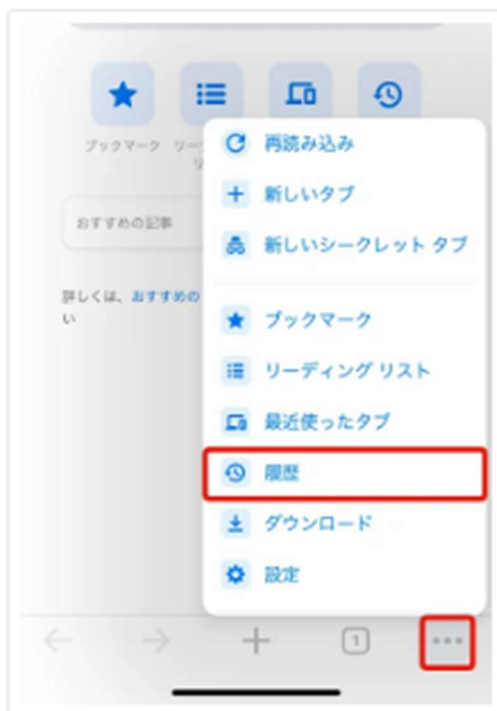 ブックマーク
おすすめの記事
詳しくは、おすすめの
い
再読み込み
新しいタブ
新しいシークレット タブ
ブックマーク
リーディング リスト
最近使ったタブ
履歴
ダウンロード
設定
1